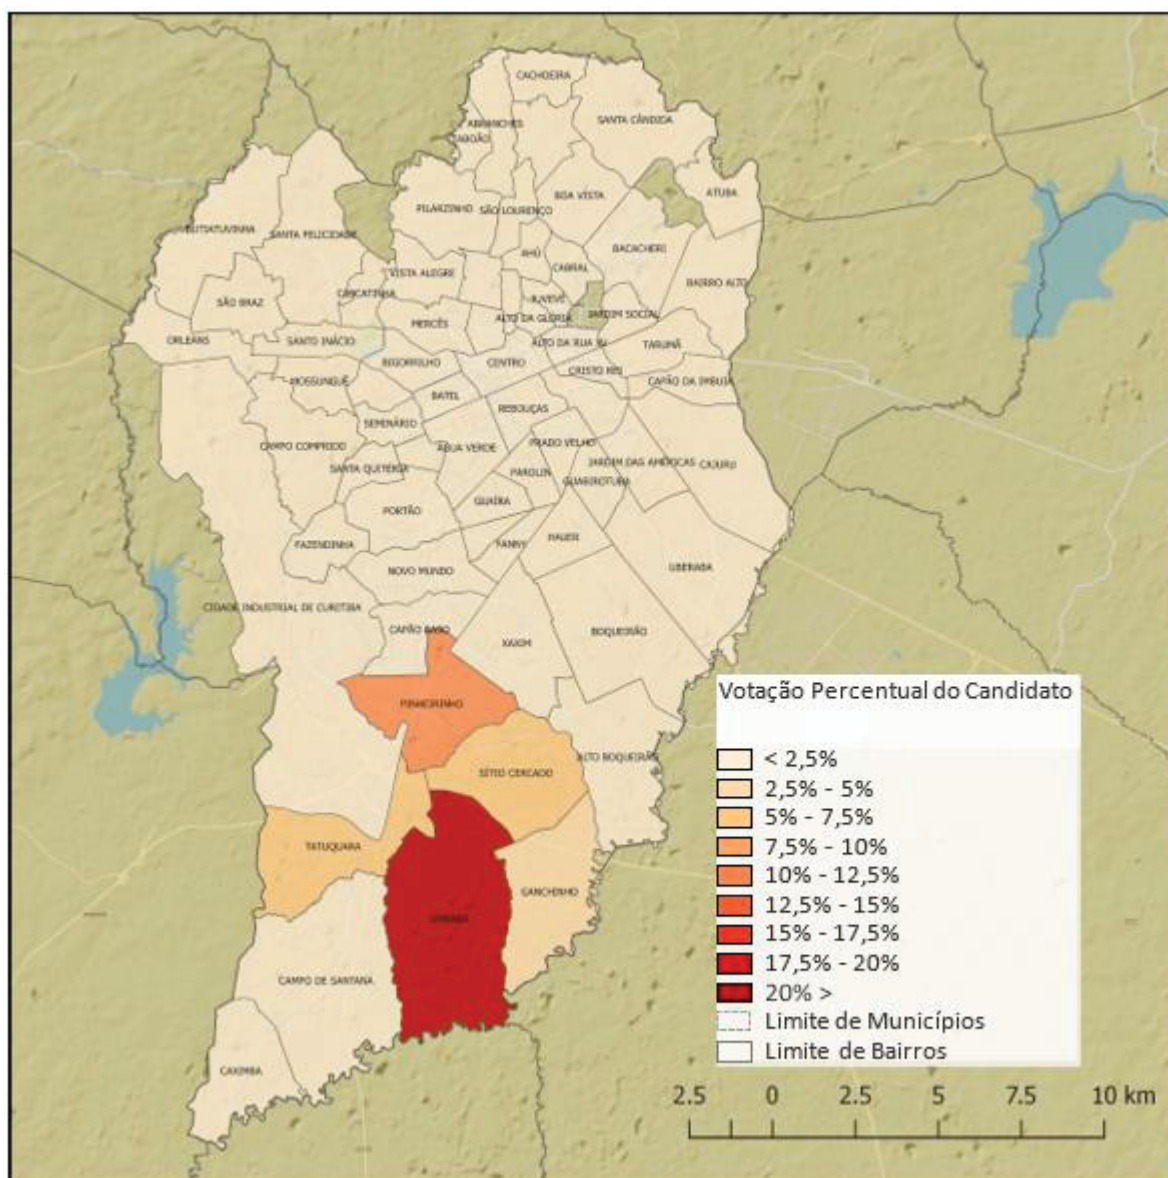 CACHOEIRA
ABRANCHES
SANTA CÂNDIDA
TABOÃO
ATUBA
BOA VISTA
PILARZINHO
SÃO LOURENÇO
BUTIATUVINHA
SANTA FELICIDADE
BACACHERI
AHÚ
CABRAL
VISTA ALEGRE
BAIRRO ALTO
CASCATINHA
SÃO BRAZ
JUVEVÊ
ALTO DA GLÓRIA
JARDIM SOCIAL
MERCÊS
ORLEANS
SANTO INÁCIO
ALTO DA RUA XV
TARUMÃ
BIGORRILHO
CENTRO
CRISTO REI
MOSSUNGUÊ
CAPÃO DA IMBUIA
BATEL
REBOUÇAS
SEMINÁRIO
CAMPO COMPRIDO
ÁGUA VERDE
PRADO VELHO
SANTA QUITÉRIA
PAROLIN
JARDIM DAS AMÉRICAS
CAJURU
GUABIROTUBA
GUAÍRA
PORTÃO
FAZENDINHA
FANNY
HAUER
NOVO MUNDO
UBERABA
CIDADE INDUSTRIAL DE CURITIBA
CAPÃO RASO
XAXIM
BOQUEIRÃO
PINHEIRINHO
ALTO BOQUEIRÃO
SÍTIO CERCADO
TATUQUARA
GANCHINHO
UMBARÁ
CAMPO DE SANTANA
CAXIMBA
Votação Percentual do Candidato
< 2,5%
2,5% - 5%
5% - 7,5%
7,5% - 10%
10% - 12,5%
12,5% - 15%
15% - 17,5%
17,5% - 20%
20% >
Limite de Municípios
Limite de Bairros
2.5 0 2.5 5 7.5 10 km